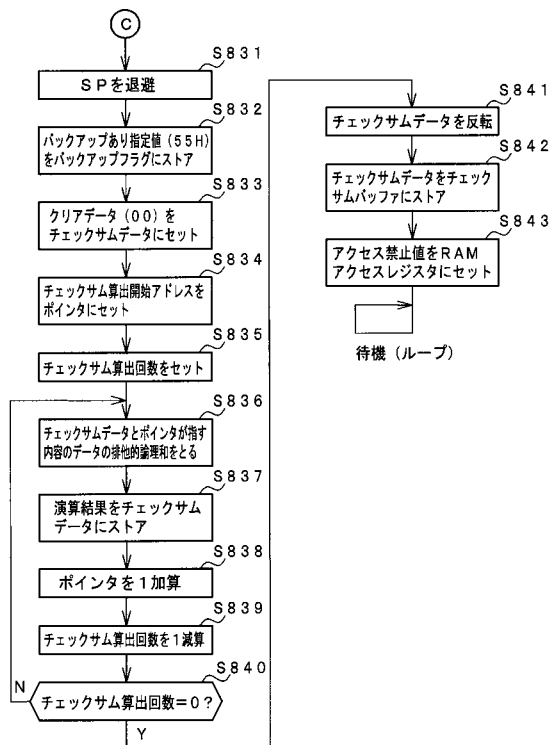 C
S831
SPを退避
S832
バックアップあり指定値(55H)
をバックアップフラグにストア
S833
クリアデータ(00)を
チェックサムデータにセット
S834
チェックサム算出開始アドレスを
ポインタにセット
S835
チェックサム算出回数をセット
S836
チェックサムデータとポインタが指す
内容のデータの排他的論理和をとる
S837
演算結果をチェックサム
データにストア
S838
ポインタを1加算
S839
チェックサム算出回数を1減算
S840
N
チェックサム算出回数=0?
Y
S841
チェックサムデータを反転
S842
チェックサムデータをチェック
サムバッファにストア
S843
アクセス禁止値をRAM
アクセスレジスタにセット
待機(ループ)